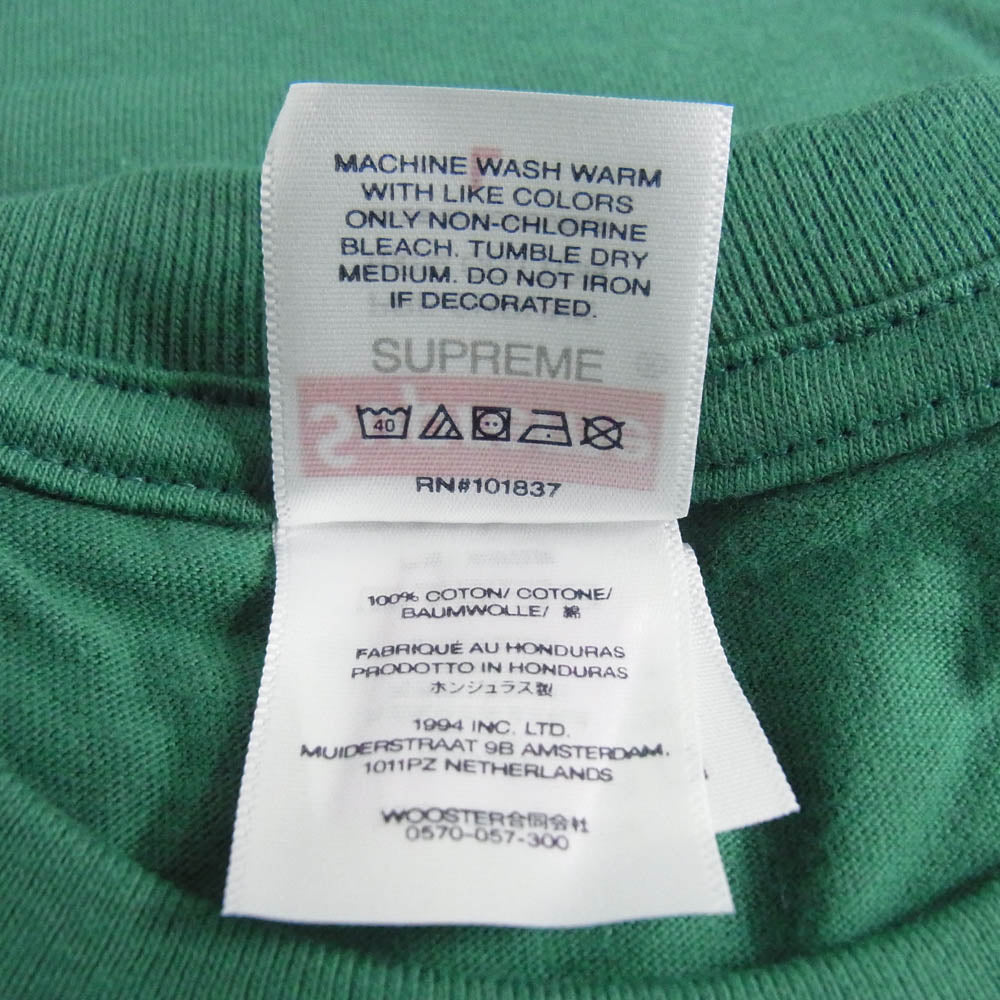 MACHINE WASH WARM
WITH LIKE COLORS
ONLY NON-CHLORINE
BLEACH. TUMBLE DRY
MEDIUM. DO NOT IRON
IF DECORATED.
SUPREME
40
RN#101837
100% COTON/ COTONE/
BAUMWOLLE/ 綿
FABRIQUÉ AU HONDURAS
PRODOTTO IN HONDURAS
ホンジュラス製
1994 INC. LTD.
MUIDERSTRAAT 9B AMSTERDAM.
1011PZ NETHERLANDS
WOOSTER合同会社
0570-057-300